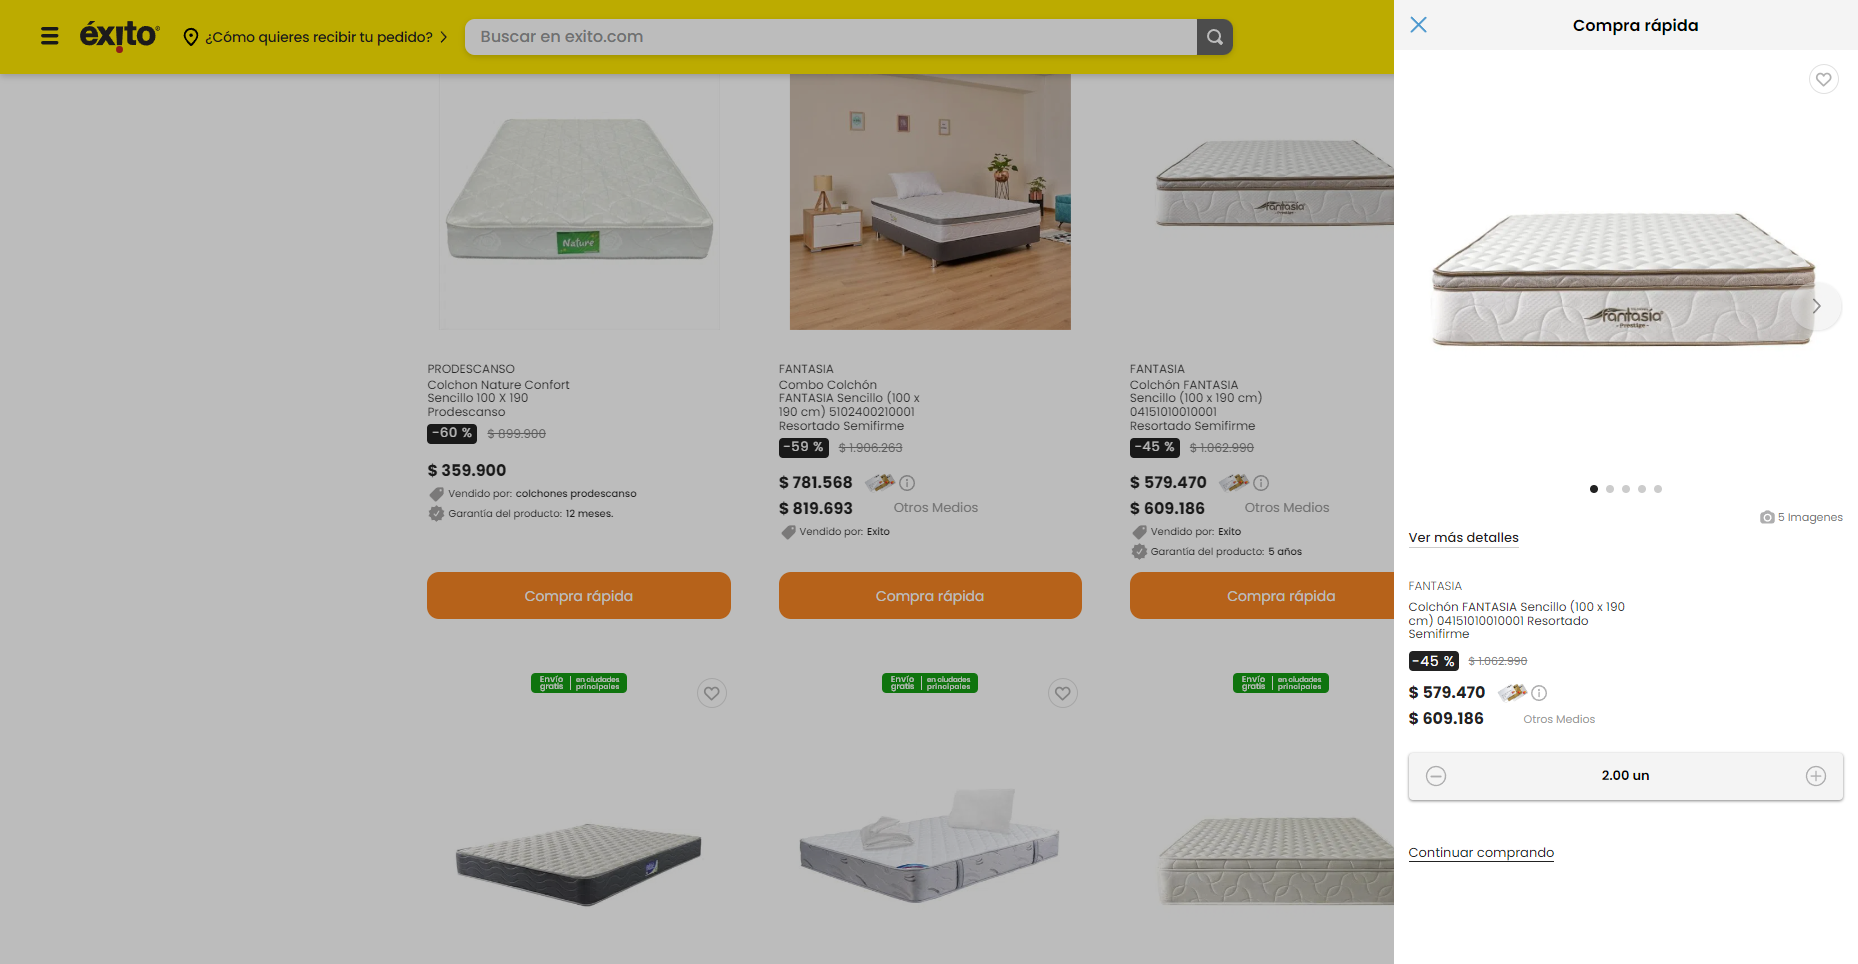 éxito
¿Cómo quieres recibir tu pedido?
Buscar en exito.com
Compra rápida
Nature
fantasia
Prestige
fantasia
- Prestige -
PRODESCANSO
Colchon Nature Confort
Sencillo 100 X 190
Prodescanso
-60 % $ 899.900
$ 359.900
Vendido por: colchones prodescanso
Garantía del producto: 12 meses.
Compra rápida
FANTASIA
Combo Colchón
FANTASIA Sencillo (100 x
190 cm) 5102400210001
Resortado Semifirme
-59 % $ 1.906.263
$ 781.568
$ 819.693 Otros Medios
Vendido por: Exito
Compra rápida
FANTASIA
Colchón FANTASIA
Sencillo (100 x 190 cm)
04151010010001
Resortado Semifirme
-45 % $ 1.062.990
$ 579.470
$ 609.186 Otros Medios
Vendido por: Exito
Garantía del producto: 5 años
Compra rápida
Envío gratis | en ciudades principales
Envío gratis | en ciudades principales
Envío gratis | en ciudades principales
5 Imagenes
Ver más detalles
FANTASIA
Colchón FANTASIA Sencillo (100 x 190
cm) 04151010010001 Resortado
Semifirme
-45 % $ 1.062.990
$ 579.470
$ 609.186 Otros Medios
2.00 un
Continuar comprando